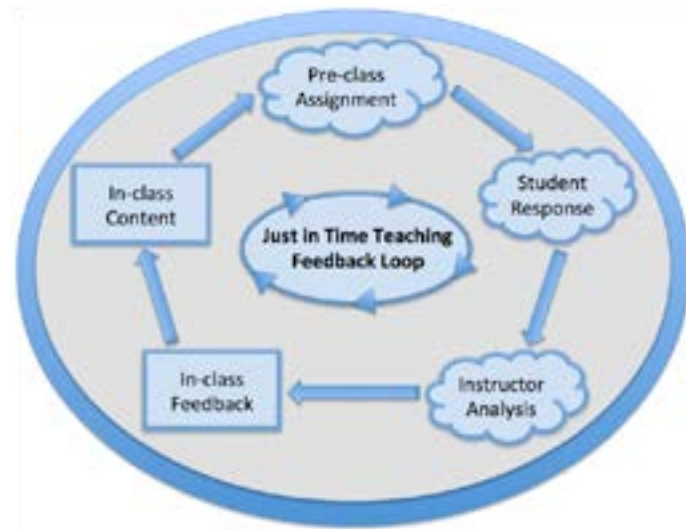 Pre-class
Assignment
Student
Response
In-class
Content
Just in Time Teaching
Feedback Loop
In-class
Feedback
Instructor
Analysis